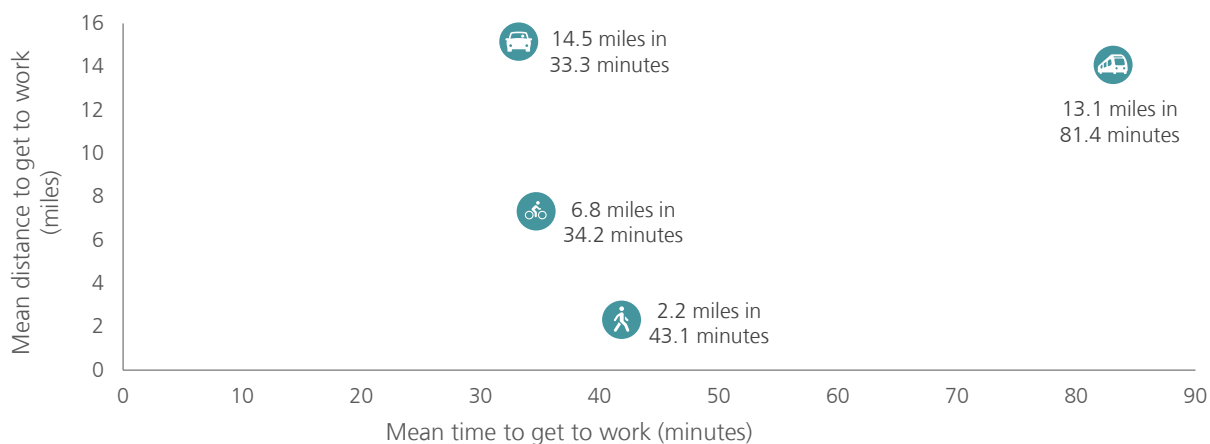 Mean distance to get to work
(miles)
16
14
12
10
8
6
4
2
0
14.5 miles in
33.3 minutes
13.1 miles in
81.4 minutes
6.8 miles in
34.2 minutes
2.2 miles in
43.1 minutes
0 10 20 30 40 50 60 70 80 90
Mean time to get to work (minutes)